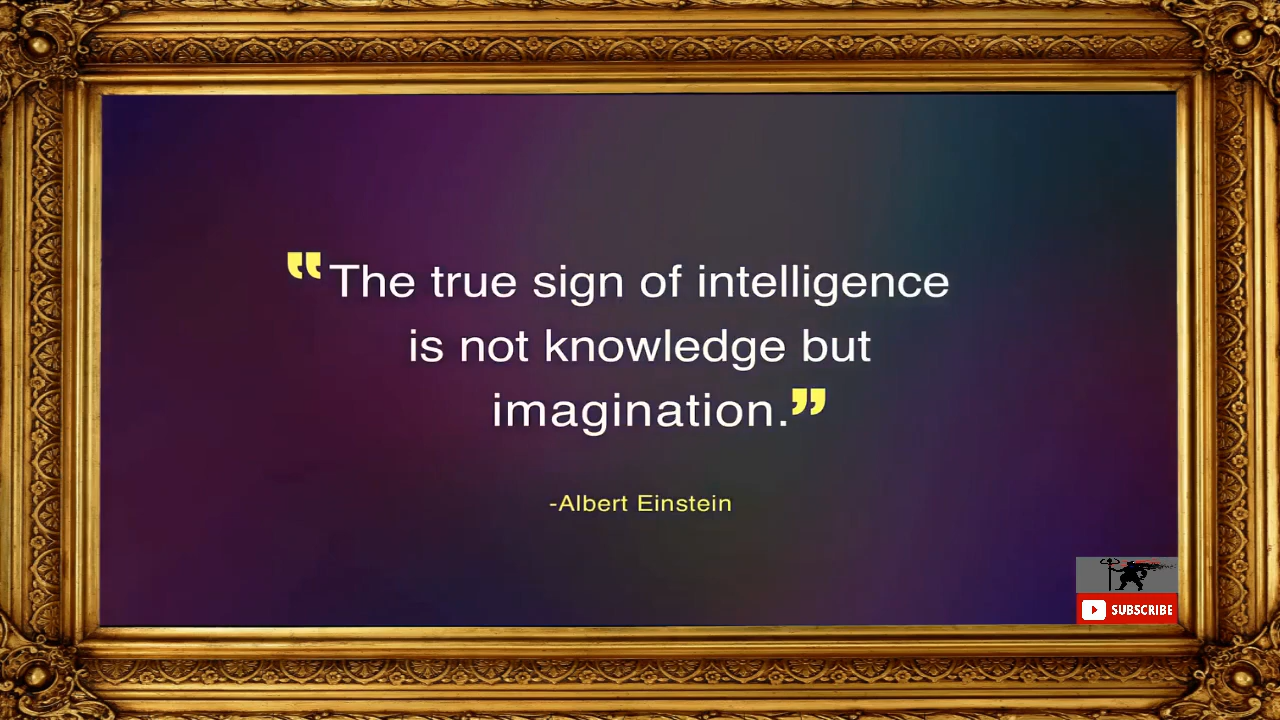 “The true sign of intelligence
is not knowledge but
imagination.”
-Albert Einstein
SUBSCRIBE